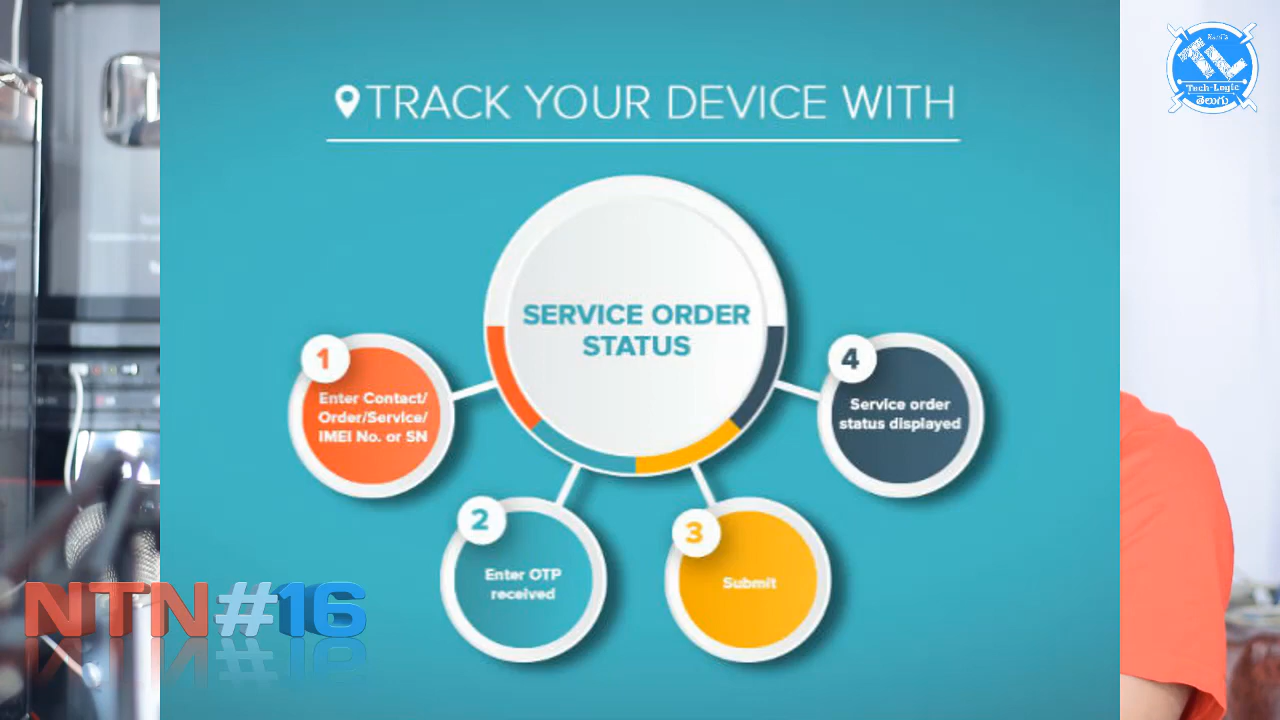 TRACK YOUR DEVICE WITH
SERVICE ORDER
STATUS
1
Enter Contact/
Order/Service/
IMEI No. or SN
2
Enter OTP
received
3
Submit
4
Service order
status displayed
NTN#16
TL
Tech-Logic
తెలుగు